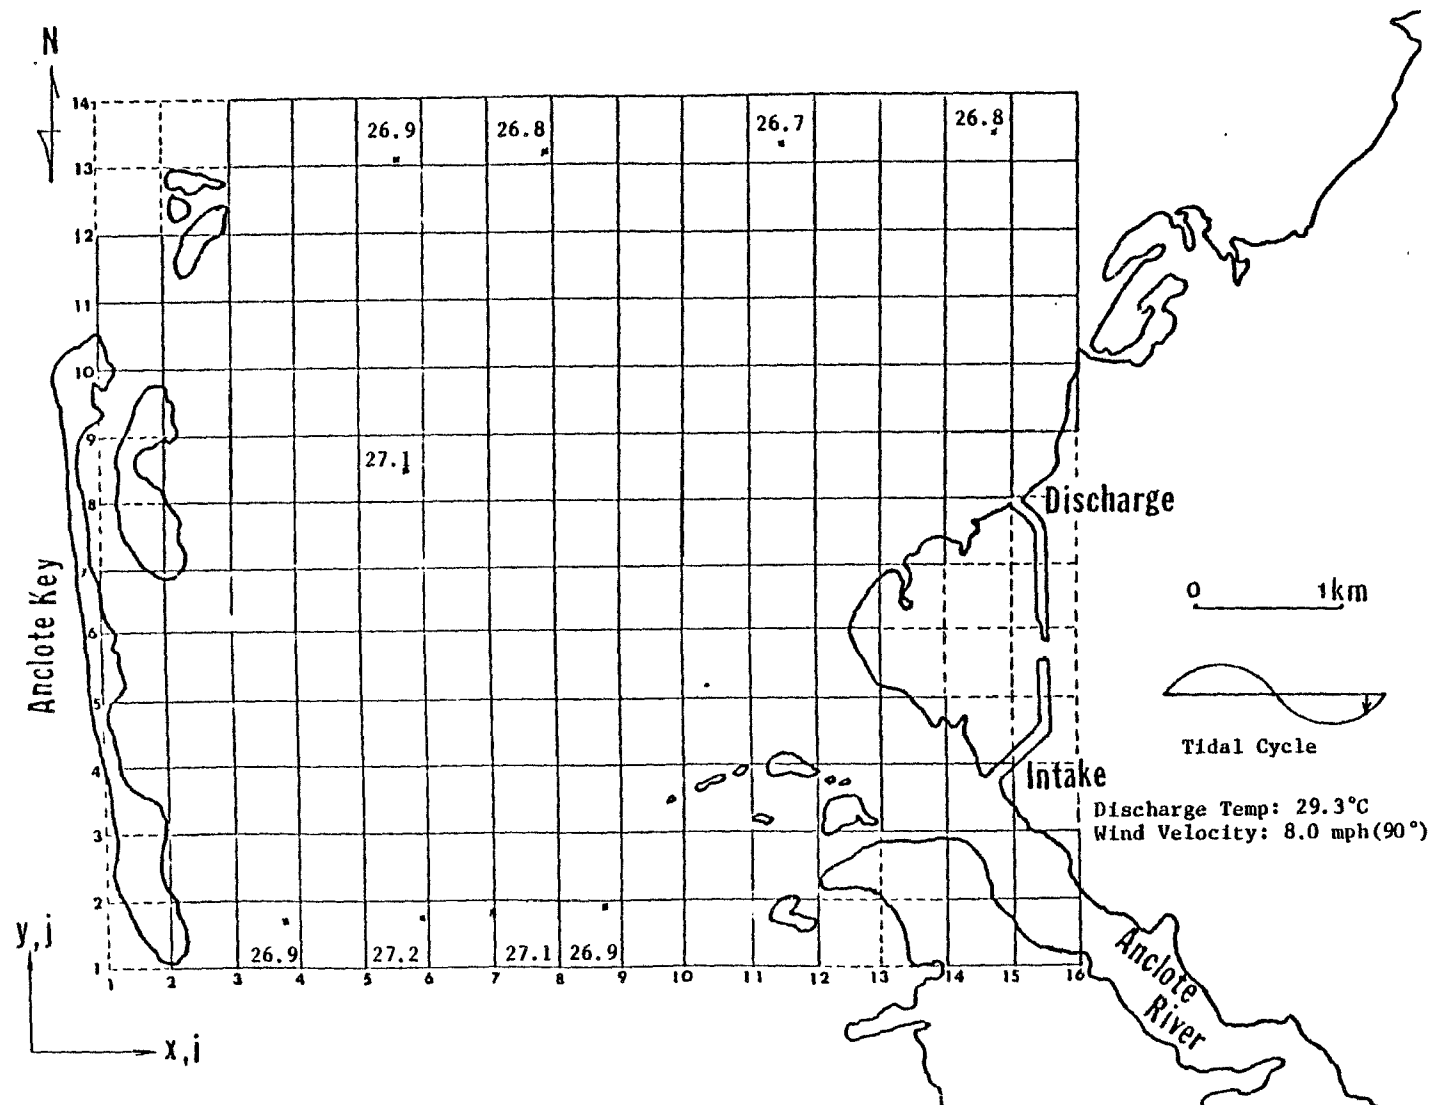 N
14
26.9
26.8
26.7
26.8
13
12
11
10
9
27.1
8
Discharge
7
Anclote Key
0 1km
6
5
Tidal Cycle
4
Intake
Discharge Temp: 29.3°C
3
Wind Velocity: 8.0 mph(90°)
2
y,j
26.9
27.2
27.1
26.9
Anclote
River
1
1 2 3 4 5 6 7 8 9 10 11 12 13 14 15 16
x,i